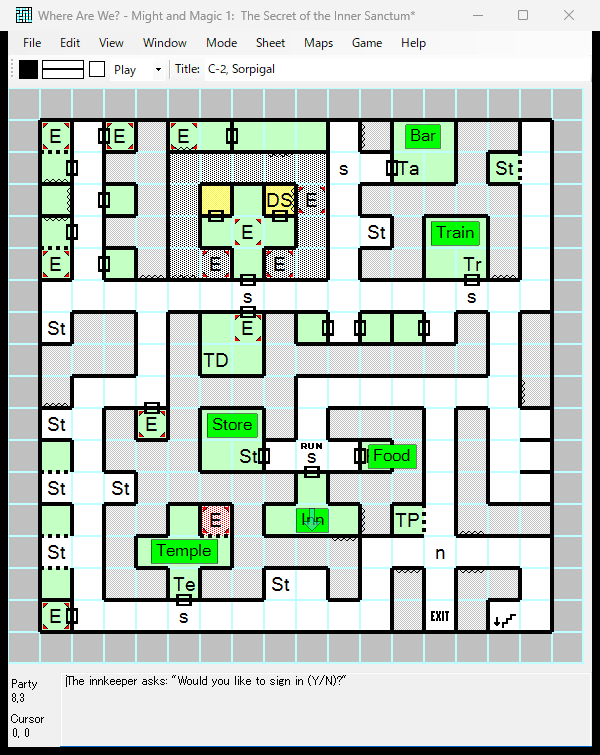 Where Are We? - Might and Magic 1: The Secret of the Inner Sanctum*
File Edit View Window Mode Sheet Maps Game Help
Play Title: C-2, Sorpigal
E E E Bar
s Ta St
DS E
E St Train
E E E Tr
s s
St E
TD
St E Store
St RUN s Food
St St
E Inn TP
St Temple n
Te St
E s EXIT
Party
8,3
Cursor
0, 0
The innkeeper asks: "Would you like to sign in (Y/N)?"